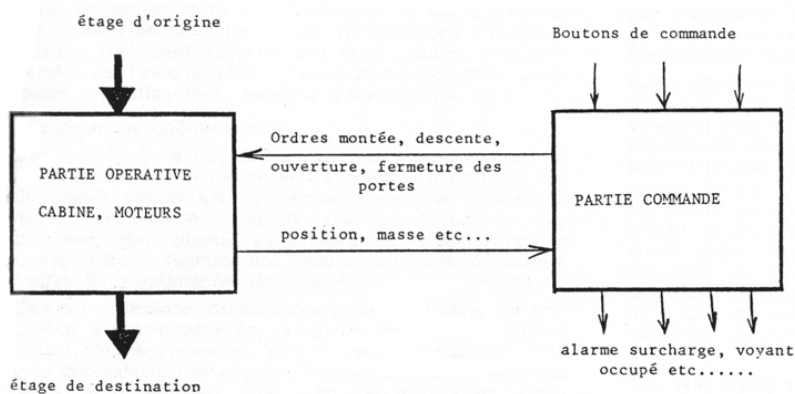 étage d'origine
Boutons de commande
Ordres montée, descente,
ouverture, fermeture des
portes
PARTIE OPERATIVE
CABINE, MOTEURS
PARTIE COMMANDE
position, masse etc...
alarme surcharge, voyant
occupé etc......
étage de destination